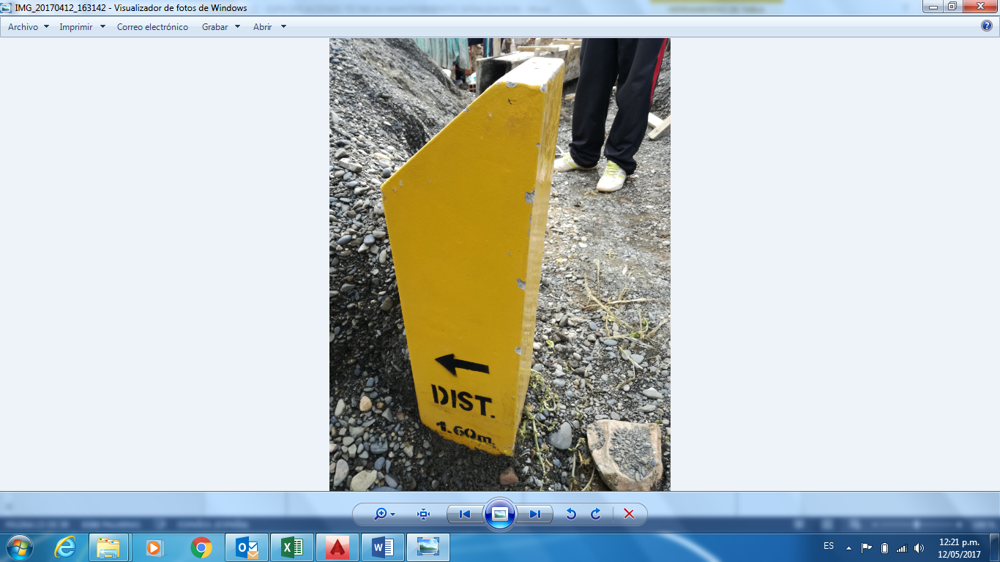 IMG_20170412_163142 - Visualizador de fotos de Windows
Archivo Imprimir Correo electrónico Grabar Abrir
DIST.
1.60m.
ES
12:21 p.m.
12/05/2017